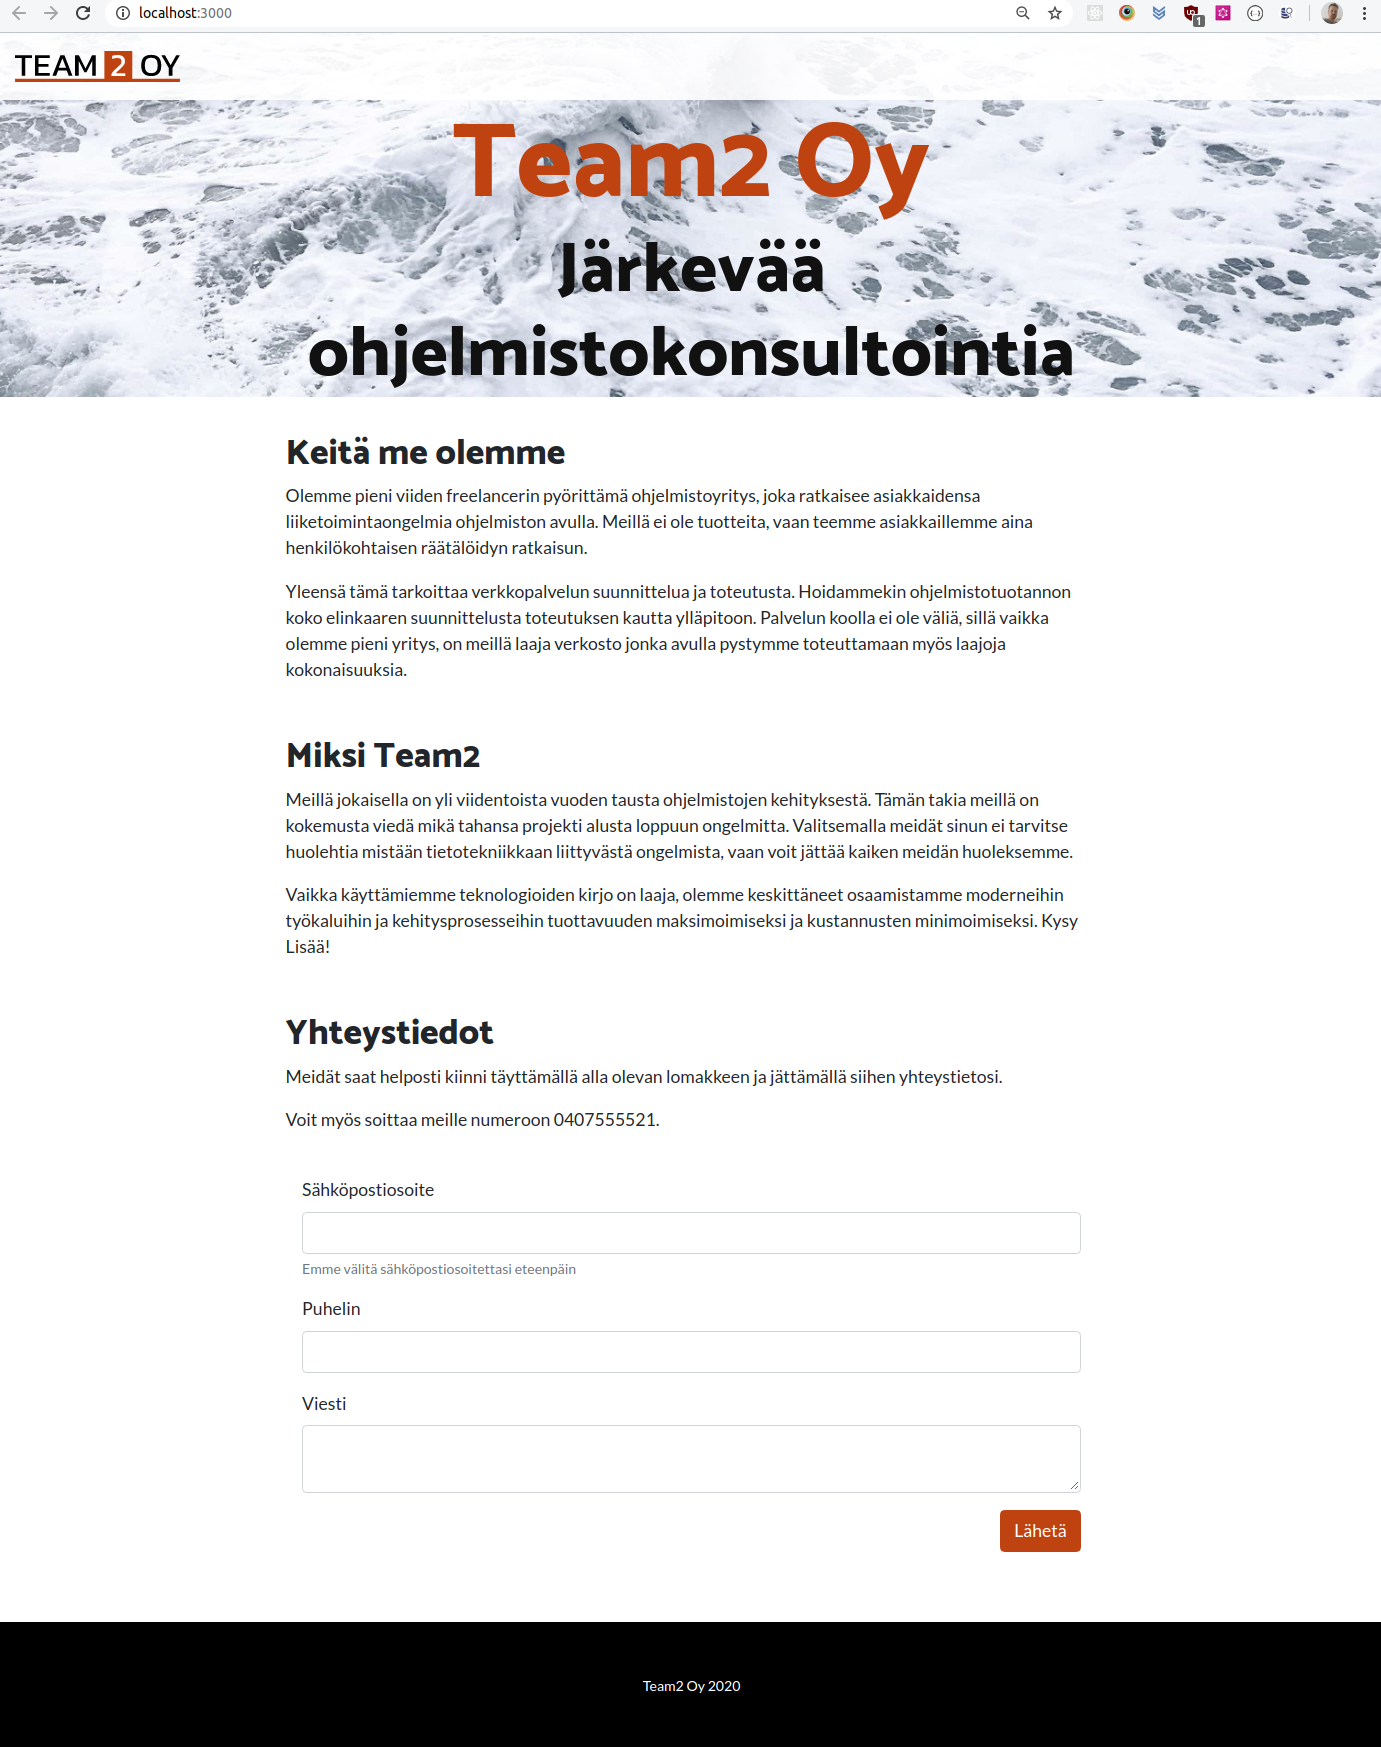 localhost:3000
1
TEAM 2 OY
Team2 Oy
Järkevää
ohjelmistokonsultointia
Keitä me olemme
Olemme pieni viiden freelancerin pyörittämä ohjelmistoyritys, joka ratkaisee asiakkaidensa
liiketoimintaongelmia ohjelmiston avulla. Meillä ei ole tuotteita, vaan teemme asiakkaillemme aina
henkilökohtaisen räätälöidyn ratkaisun.
Yleensä tämä tarkoittaa verkkopalvelun suunnittelua ja toteutusta. Hoidammekin ohjelmistotuotannon
koko elinkaaren suunnittelusta toteutuksen kautta ylläpitoon. Palvelun koolla ei ole väliä, sillä vaikka
olemme pieni yritys, on meillä laaja verkosto jonka avulla pystymme toteuttamaan myös laajoja
kokonaisuuksia.
Miksi Team2
Meillä jokaisella on yli viidentoista vuoden tausta ohjelmistojen kehityksestä. Tämän takia meillä on
kokemusta viedä mikä tahansa projekti alusta loppuun ongelmitta. Valitsemalla meidät sinun ei tarvitse
huolehtia mistään tietotekniikkaan liittyvästä ongelmista, vaan voit jättää kaiken meidän huoleksemme.
Vaikka käyttämiemme teknologioiden kirjo on laaja, olemme keskittäneet osaamistamme moderneihin
työkaluihin ja kehitysprosesseihin tuottavuuden maksimoimiseksi ja kustannusten minimoimiseksi. Kysy
Lisää!
Yhteystiedot
Meidät saat helposti kiinni täyttämällä alla olevan lomakkeen ja jättämällä siihen yhteystietosi.
Voit myös soittaa meille numeroon 0407555521.
Sähköpostiosoite
Emme välitä sähköpostiosoitettasi eteenpäin
Puhelin
Viesti
Lähetä
Team2 Oy 2020